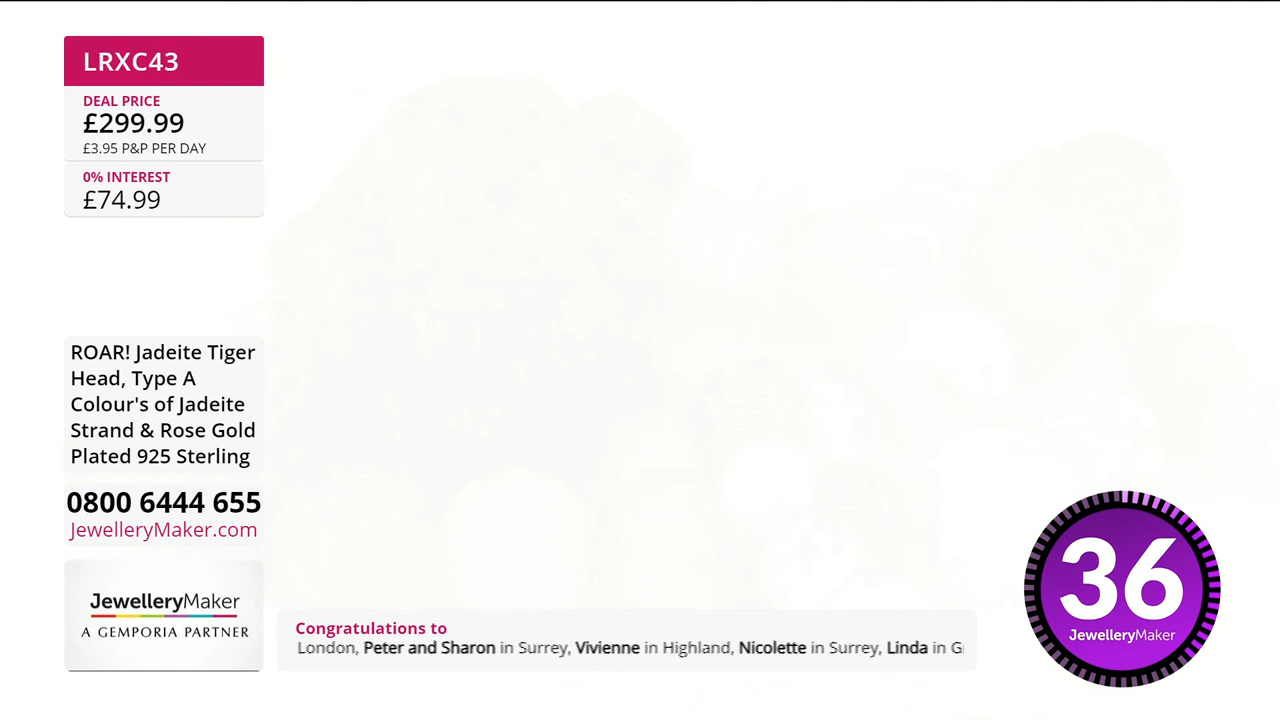 LRXC43
DEAL PRICE
£299.99
£3.95 P&P PER DAY
0% INTEREST
£74.99
ROAR! Jadeite Tiger
Head, Type A
Colour's of Jadeite
Strand & Rose Gold
Plated 925 Sterling
0800 6444 655
JewelleryMaker.com
JewelleryMaker
A GEMPORIA PARTNER
Congratulations to
London, Peter and Sharon in Surrey, Vivienne in Highland, Nicolette in Surrey, Linda in
36
JewelleryMaker